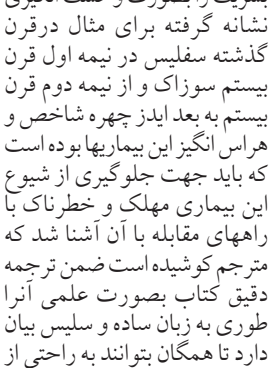 بشریت را بصورت و حشت انگیزی
نشانه گرفته برای مثال درقرن
گذشته سفلیس در نیمه اول قرن
بیستم سوزاک و از نیمه دوم قرن
بیستم به بعد ایدز چهره شاخص و
هراس انگیز این بیماریها بوده است
که باید جهت جلوگیری از شیوع
این بیماری مهلک و خطرناک با
راههای مقابله با آن آشنا شد که
مترجم کوشیده است ضمن ترجمه
دقیق کتاب بصورت علمی آنرا
طوری به زبان ساده و سلیس بیان
دارد تا همگان بتوانند به راحتی از